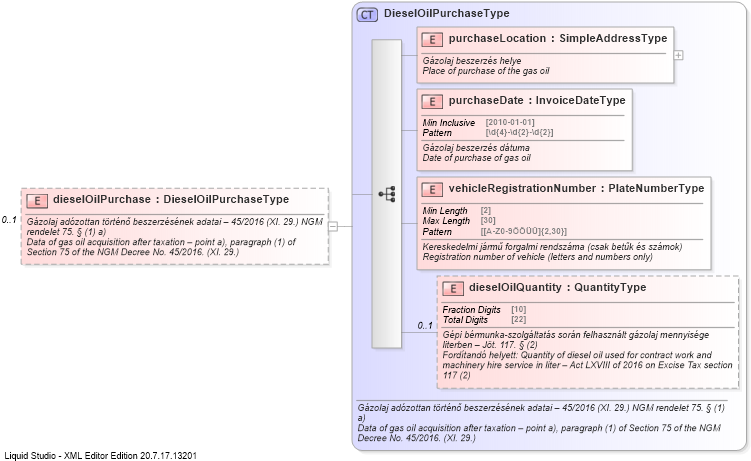 CT DieselOilPurchaseType
E purchaseLocation : SimpleAddressType
Gázolaj beszerzés helye
Place of purchase of the gas oil
E purchaseDate : InvoiceDateType
Min Inclusive [2010-01-01]
Pattern [\d{4}-\d{2}-\d{2}]
Gázolaj beszerzés dátuma
Date of purchase of gas oil
0..1
E dieselOilPurchase : DieselOilPurchaseType
Gázolaj adózottan történő beszerzésének adatai – 45/2016 (XI. 29.) NGM
rendelet 75. § (1) a)
Data of gas oil acquisition after taxation – point a), paragraph (1) of
Section 75 of the NGM Decree No. 45/2016. (XI. 29.)
E vehicleRegistrationNumber : PlateNumberType
Min Length [2]
Max Length [30]
Pattern [[A-Z0-9ÖŐÜŰ]{2,30}]
Kereskedelmi jármű forgalmi rendszáma (csak betűk és számok)
Registration number of vehicle (letters and numbers only)
0..1
E dieselOilQuantity : QuantityType
Fraction Digits [10]
Total Digits [22]
Gépi bérmunka-szolgáltatás során felhasznált gázolaj mennyisége
literben – Jöt. 117. § (2)
Fordítandó helyett: Quantity of diesel oil used for contract work and
machinery hire service in liter – Act LXVIII of 2016 on Excise Tax section
117 (2)
Gázolaj adózottan történő beszerzésének adatai – 45/2016 (XI. 29.) NGM rendelet 75. § (1)
a)
Data of gas oil acquisition after taxation – point a), paragraph (1) of Section 75 of the NGM
Decree No. 45/2016. (XI. 29.)
Liquid Studio - XML Editor Edition 20.7.17.13201